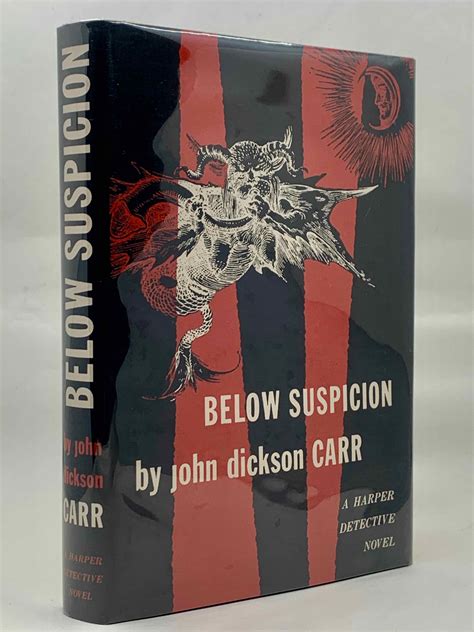 BELOW SUSPICION
by john
dickson
CARR
A HARPER
DETECTIVE
NOVEL
BELOW SUSPICION
by john dickson CARR
A HARPER
DETECTIVE
NOVEL